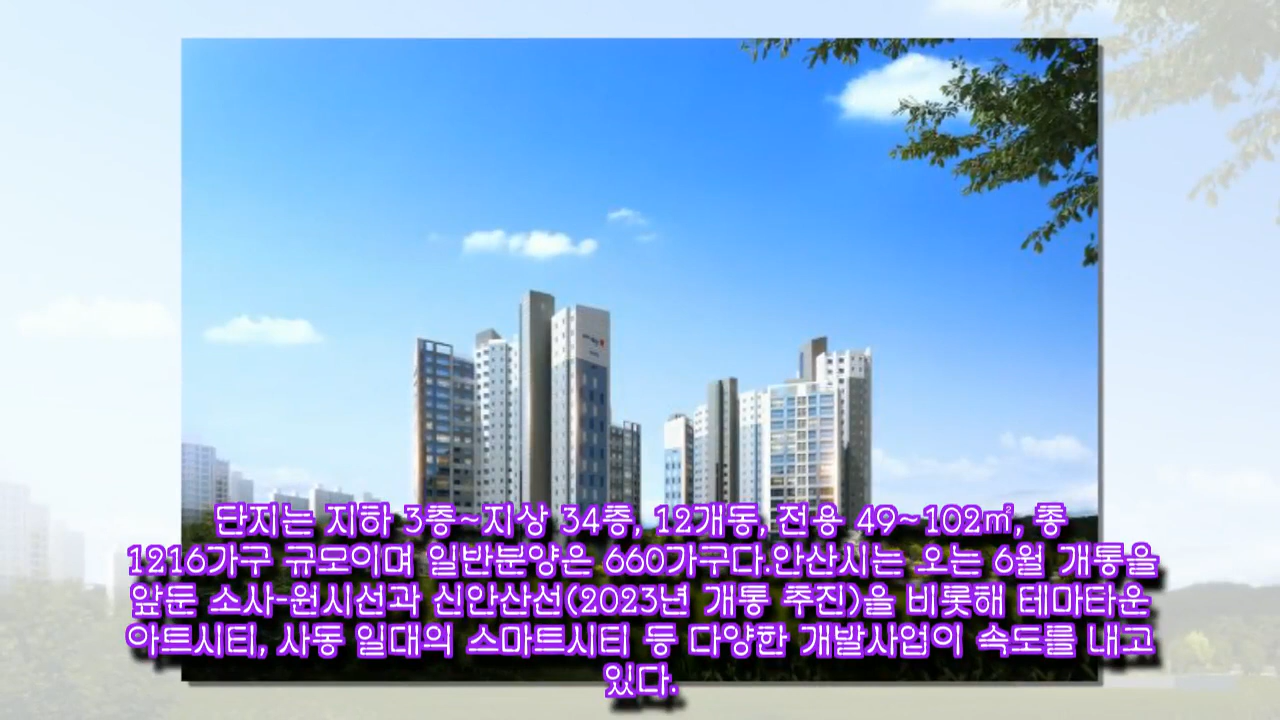 단지는 지하 3층~지상 34층, 12개동, 전용 49~102㎡, 총
1216가구 규모이며 일반분양은 660가구다.안산시는 오는 6월 개통을
앞둔 소사-원시선과 신안산선(2023년 개통 추진)을 비롯해 테마타운
아트시티, 사동 일대의 스마트시티 등 다양한 개발사업이 속도를 내고
있다.